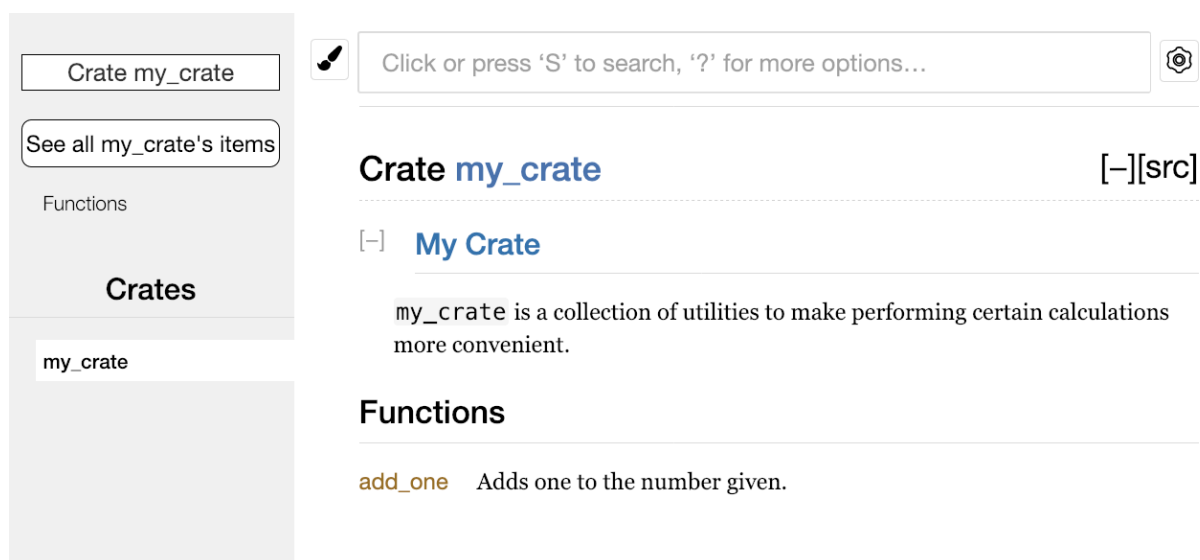 Crate my_crate
See all my_crate's items
Functions
Crates
my_crate
Click or press ‘S’ to search, ‘?’ for more options…
Crate my_crate
[−][src]
[−] My Crate
my_crate is a collection of utilities to make performing certain calculations
more convenient.
Functions
add_one Adds one to the number given.